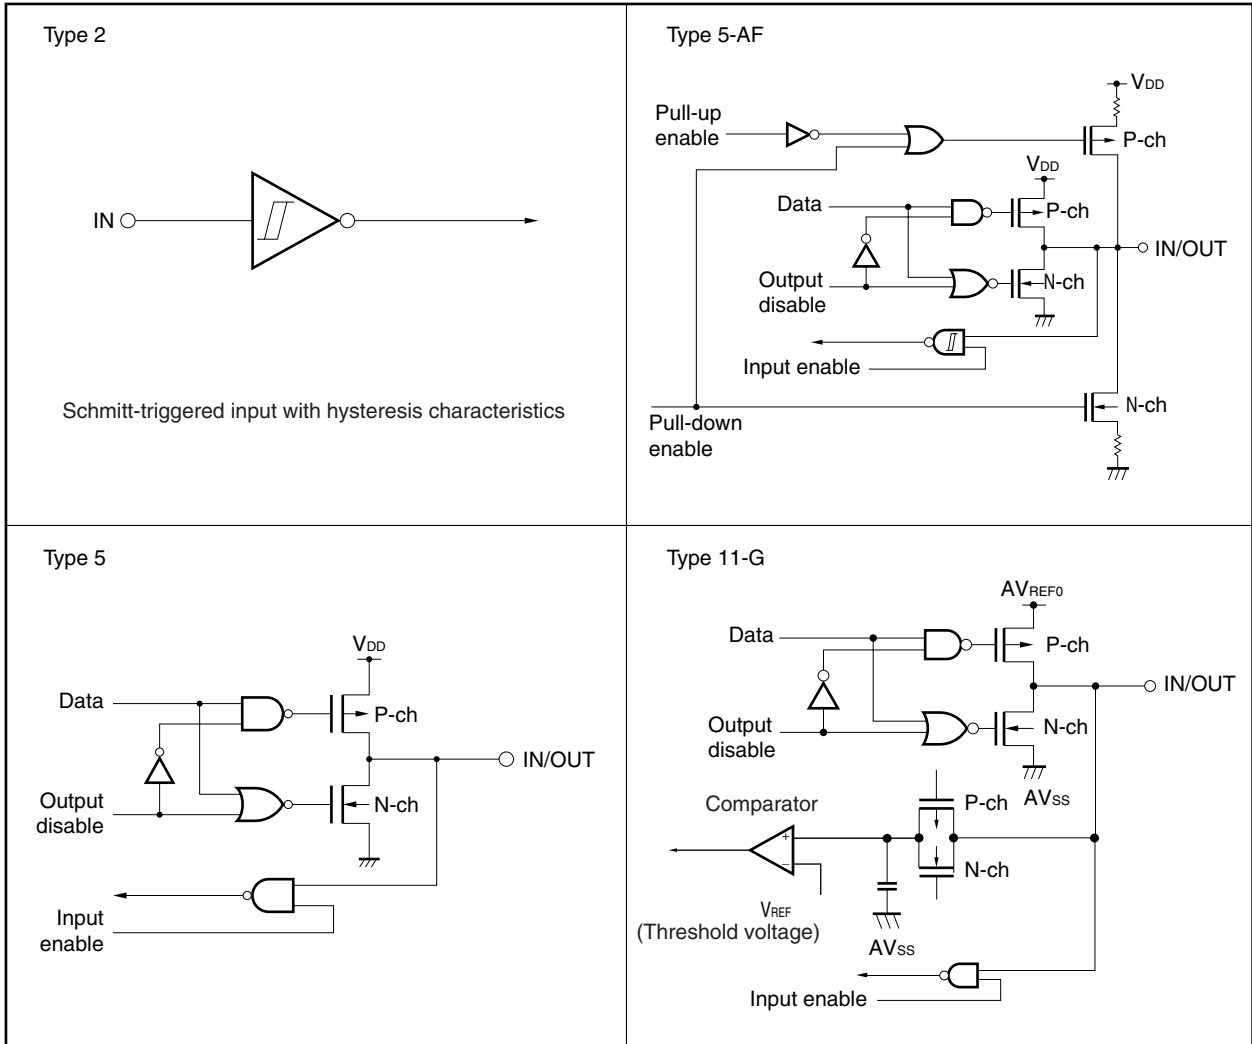 Type 2
IN
Schmitt-triggered input with hysteresis characteristics
Type 5-AF
VDD
Pull-up
enable
P-ch
VDD
Data
P-ch
IN/OUT
Output
disable
N-ch
Input enable
N-ch
Pull-down
enable
Type 5
VDD
Data
P-ch
IN/OUT
Output
disable
N-ch
Input
enable
Type 11-G
AVREF0
Data
P-ch
IN/OUT
Output
disable
N-ch
AVSS
Comparator
P-ch
+
−
N-ch
VREF
(Threshold voltage)
AVSS
Input enable